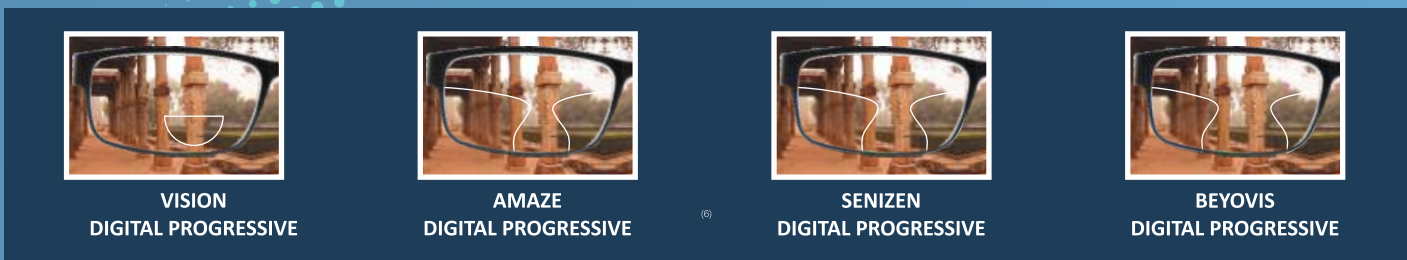 VISION
DIGITAL PROGRESSIVE
AMAZE
DIGITAL PROGRESSIVE
(6)
SENIZEN
DIGITAL PROGRESSIVE
BEYOVIS
DIGITAL PROGRESSIVE